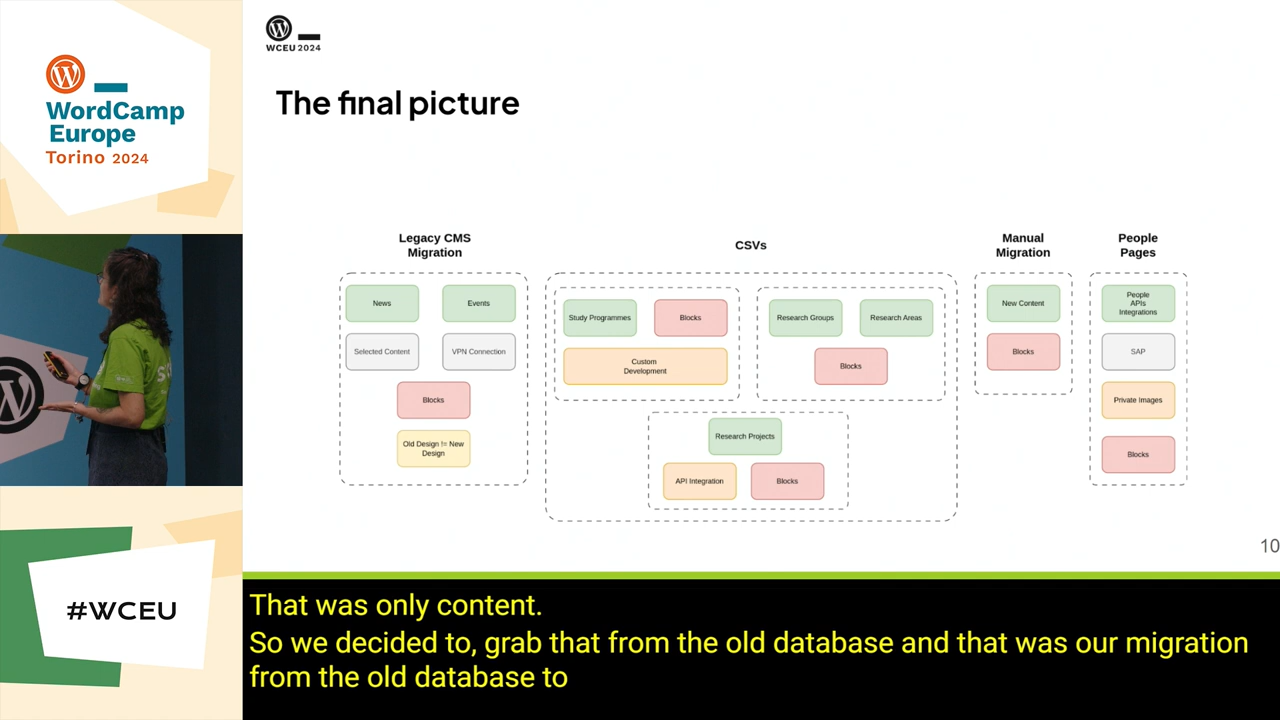 WordCamp
Europe
Torino 2024
#WCEU
WCEU 2024
The final picture
Legacy CMS
Migration
News
Events
Selected Content
VPN Connection
Blocks
Old Design != New
Design
CSVs
Study Programmes
Blocks
Custom
Development
Research Groups
Research Areas
Blocks
Research Projects
API Integration
Blocks
Manual
Migration
New Content
Blocks
People
Pages
People
APIs
Integrations
SAP
Private Images
Blocks
10
That was only content.
So we decided to, grab that from the old database and that was our migration
from the old database to